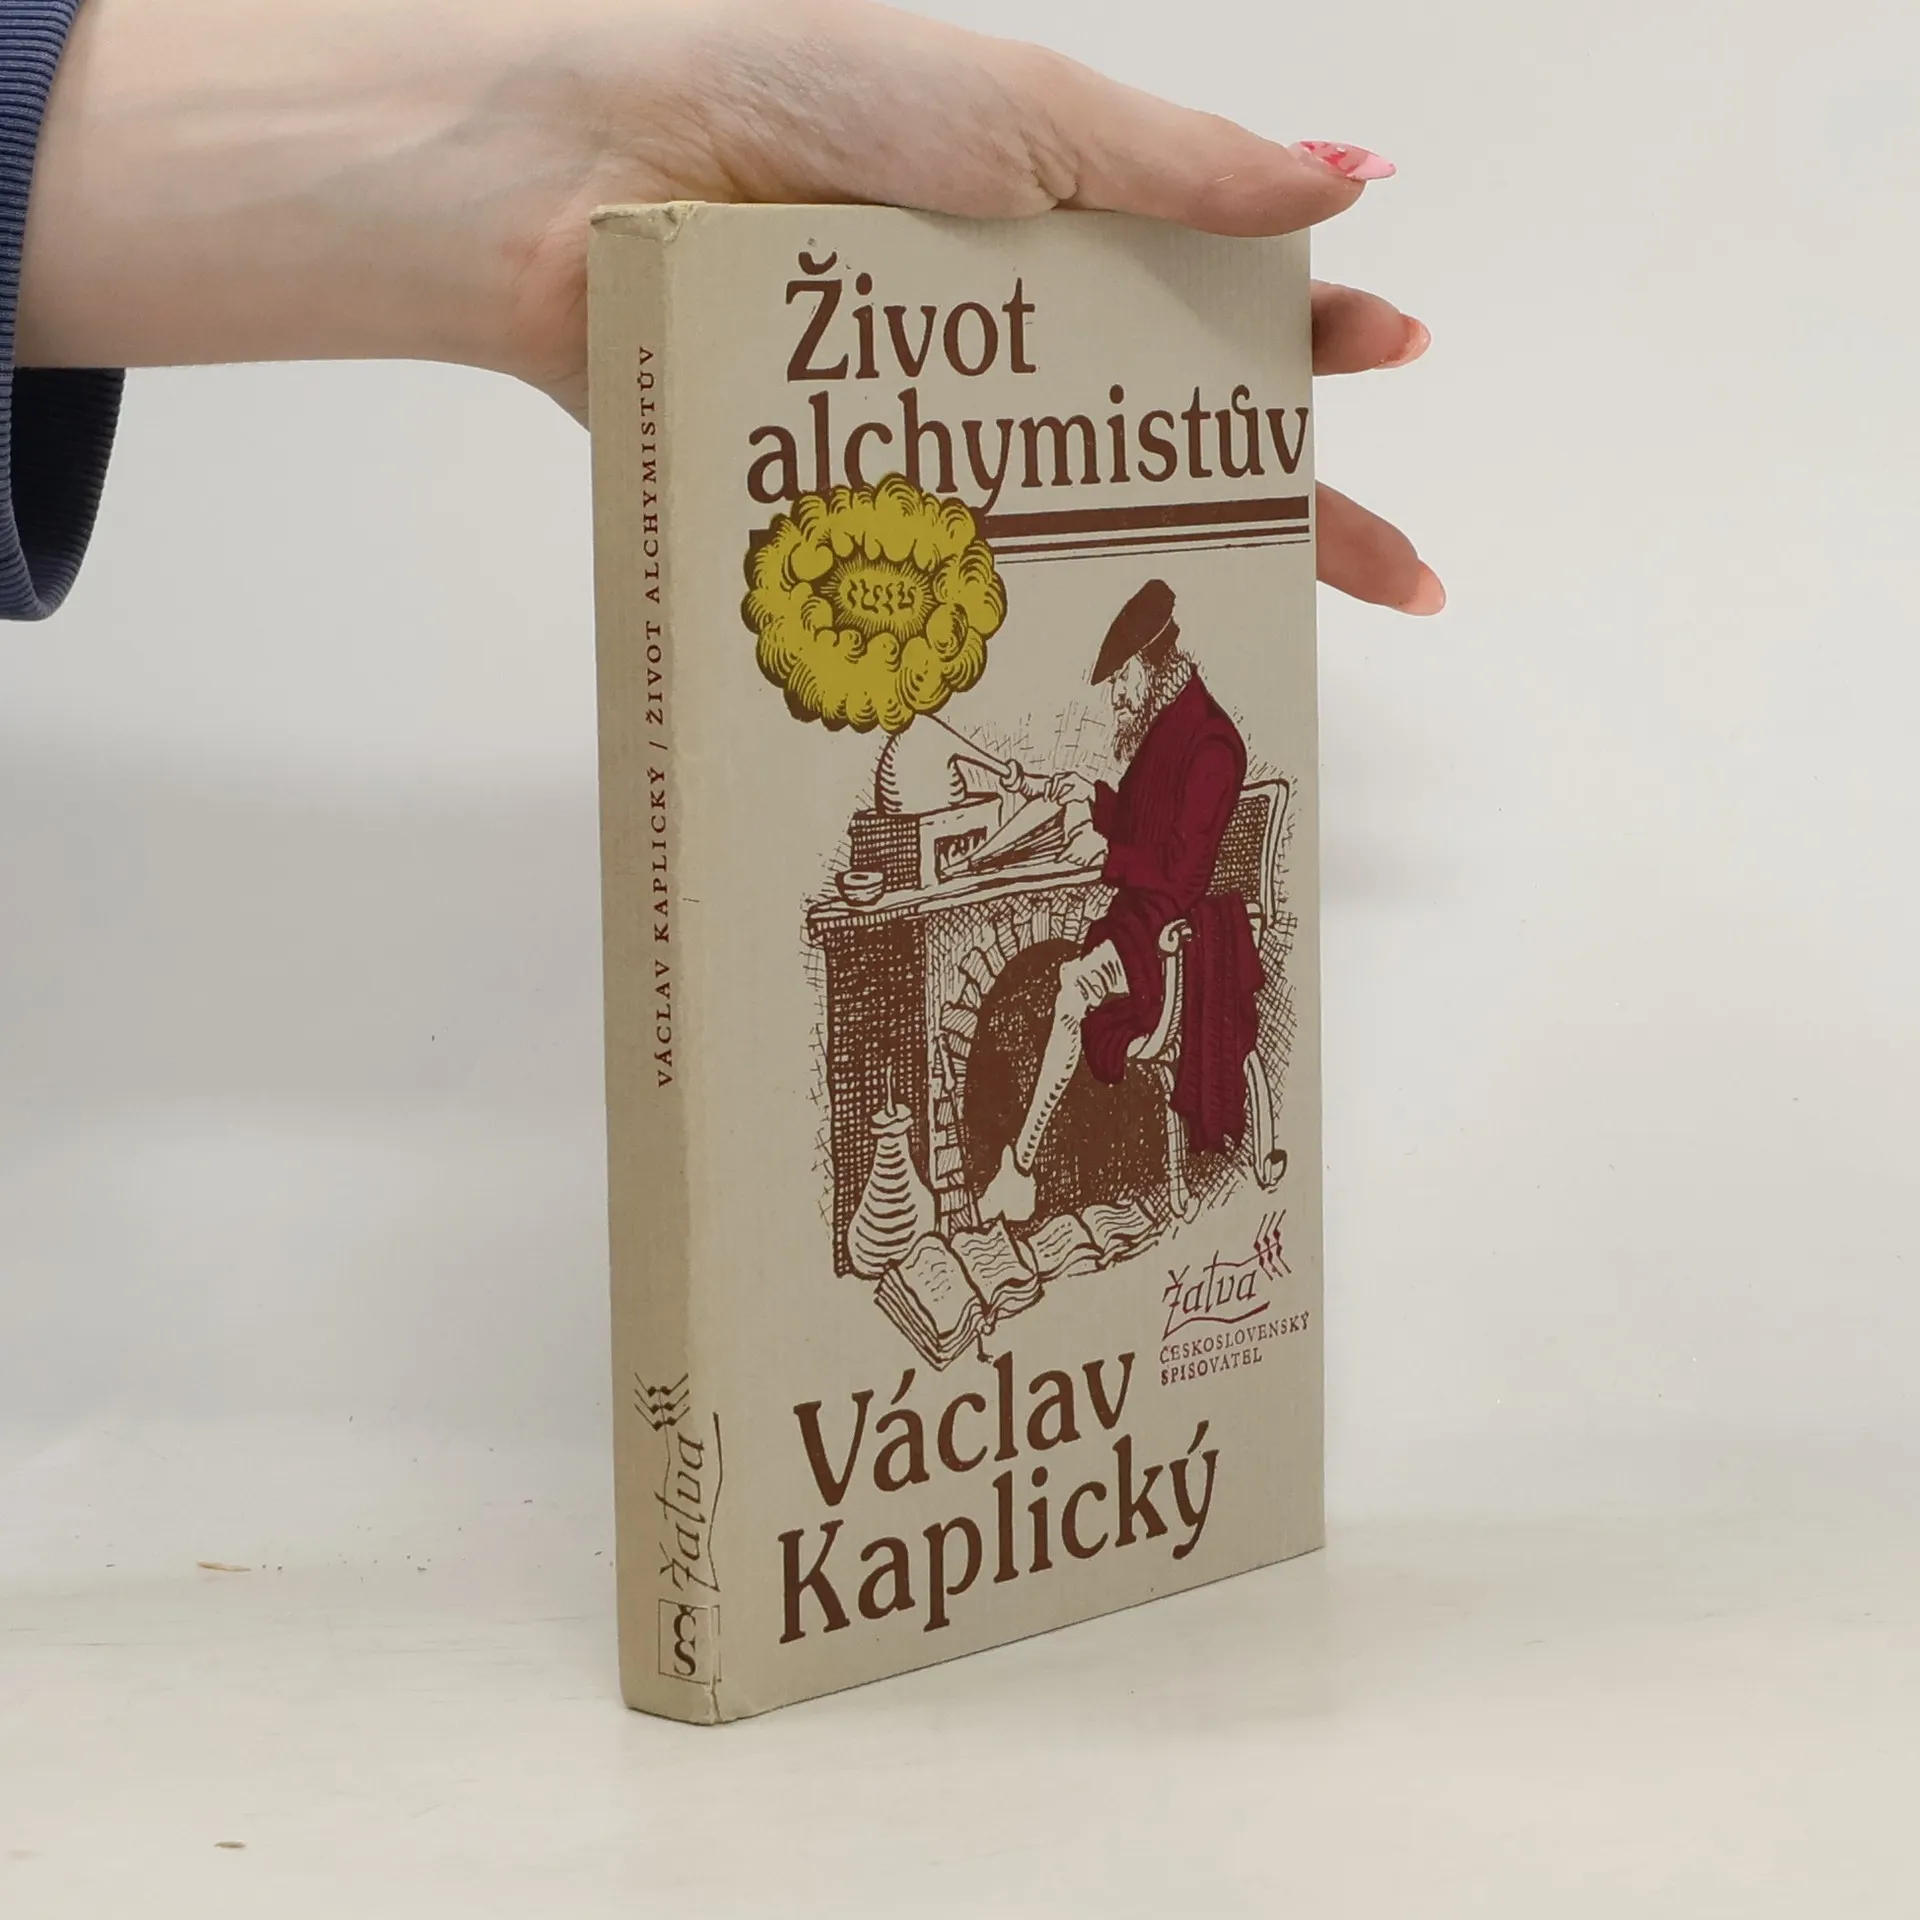 Život
alchymistův
Žatva
ČESKOSLOVENSKÝ
SPISOVATEL
Václav
Kaplický
VÁCLAV KAPLICKÝ / ŽIVOT ALCHYMISTŮV
Žatva
ČS